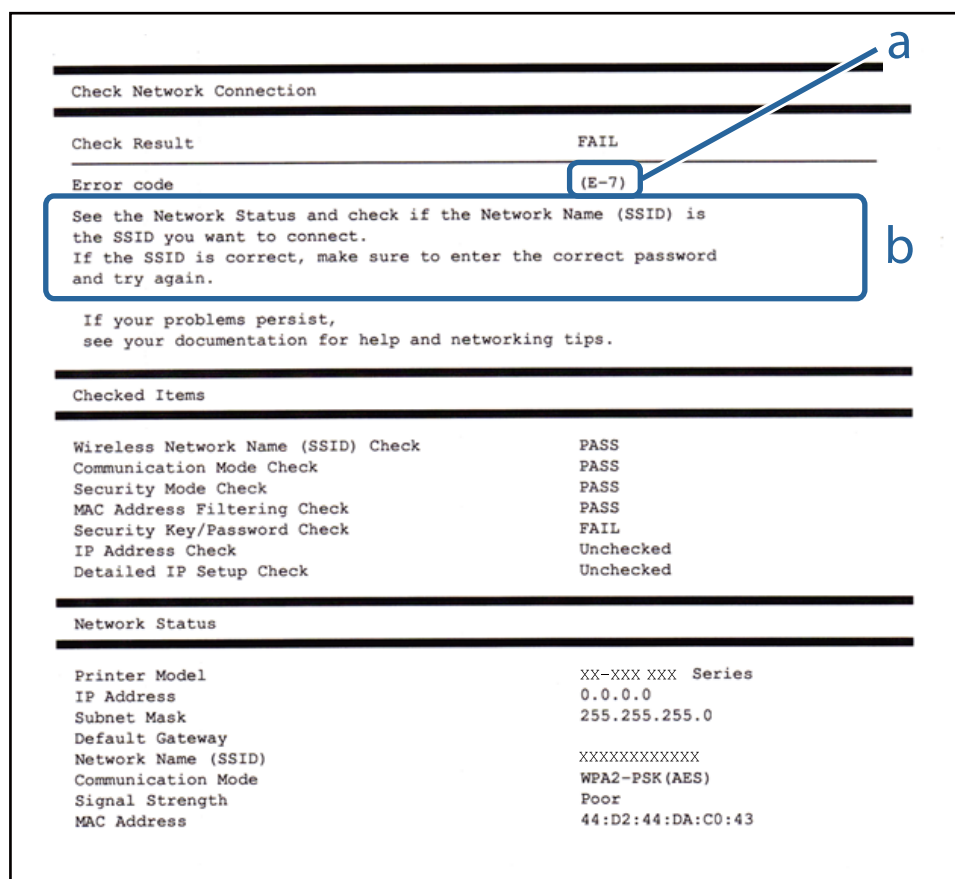 a
Check Network Connection
Check Result FAIL
Error code (E-7)
See the Network Status and check if the Network Name (SSID) is
the SSID you want to connect.
If the SSID is correct, make sure to enter the correct password
and try again.
b
If your problems persist,
see your documentation for help and networking tips.
Checked Items
Wireless Network Name (SSID) Check PASS
Communication Mode Check PASS
Security Mode Check PASS
MAC Address Filtering Check PASS
Security Key/Password Check FAIL
IP Address Check Unchecked
Detailed IP Setup Check Unchecked
Network Status
Printer Model XX-XXX XXX Series
IP Address 0.0.0.0
Subnet Mask 255.255.255.0
Default Gateway
Network Name (SSID) XXXXXXXXXXXX
Communication Mode WPA2-PSK(AES)
Signal Strength Poor
MAC Address 44:D2:44:DA:C0:43